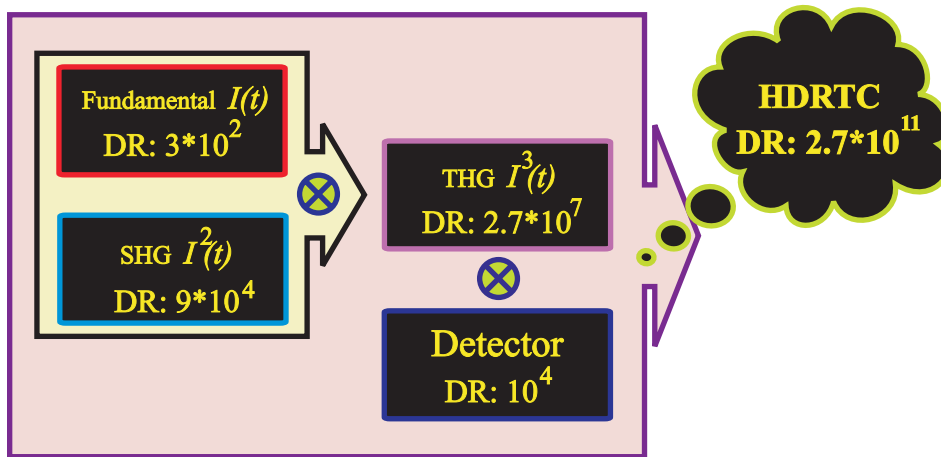 Fundamental I(t)
DR: 3*10^2
SHG I^2(t)
DR: 9*10^4
THG I^3(t)
DR: 2.7*10^7
Detector
DR: 10^4
HDRTC
DR: 2.7*10^11